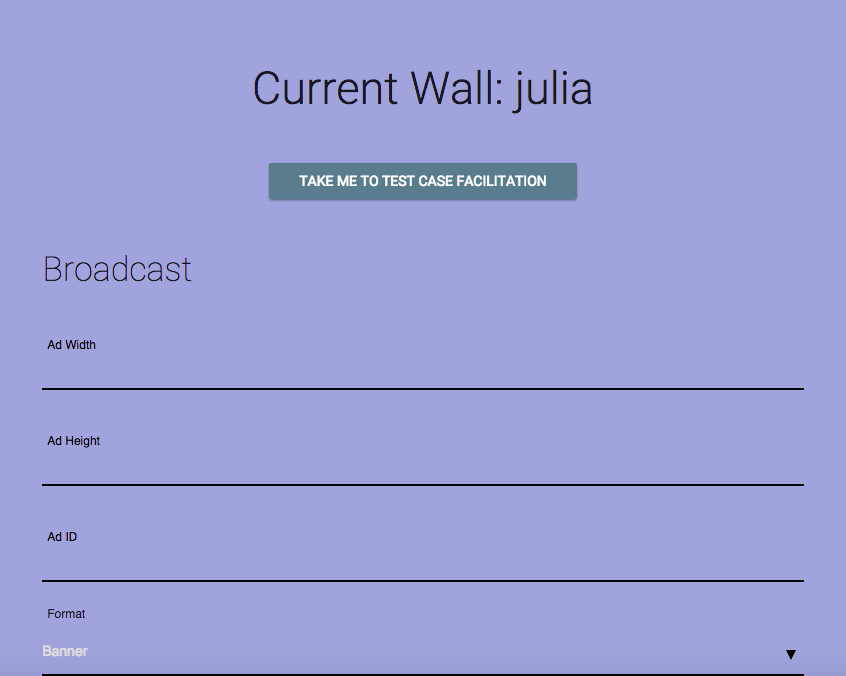 Current Wall: julia
TAKE ME TO TEST CASE FACILITATION
Broadcast
Ad Width
Ad Height
Ad ID
Format
Banner